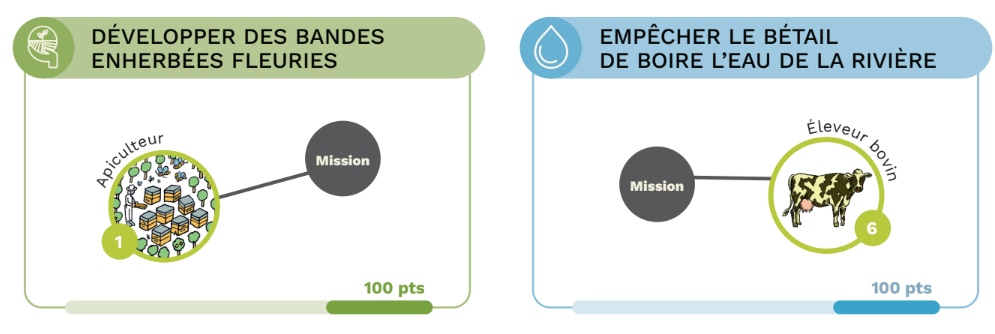 DÉVELOPPER DES BANDES
ENHERBÉES FLEURIES
Apiculteur
Mission
1
100 pts
EMPÊCHER LE BÉTAIL
DE BOIRE L'EAU DE LA RIVIÈRE
Éleveur bovin
Mission
6
100 pts